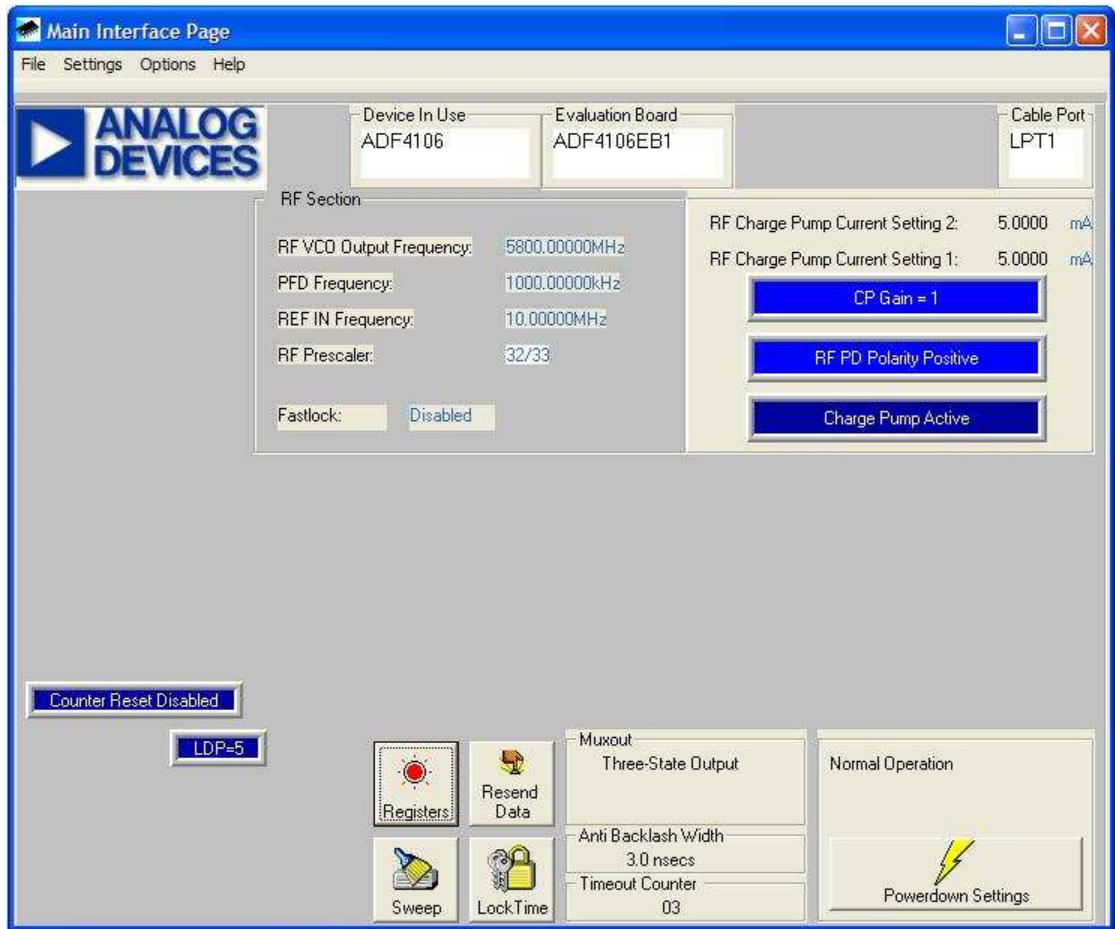 Main Interface Page
File Settings Options Help
ANALOG
DEVICES
Device In Use
ADF4106
Evaluation Board
ADF4106EB1
Cable Port
LPT1
RF Section
RF VCO Output Frequency: 5800.00000MHz
PFD Frequency: 1000.00000kHz
REF IN Frequency: 10.00000MHz
RF Prescaler: 32/33
Fastlock: Disabled
RF Charge Pump Current Setting 2: 5.0000 mA
RF Charge Pump Current Setting 1: 5.0000 mA
CP Gain = 1
RF PD Polarity Positive
Charge Pump Active
Counter Reset Disabled
LDP=5
Registers
Resend
Data
Sweep
LockTime
Muxout
Three-State Output
Anti Backlash Width
3.0 nsecs
Timeout Counter
03
Normal Operation
Powerdown Settings